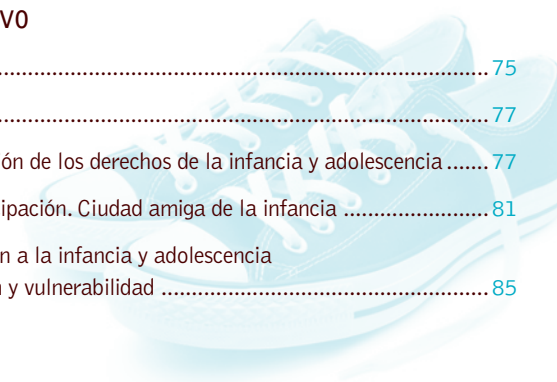 VO
75
77
ón de los derechos de la infancia y adolescencia ....... 77
ipación. Ciudad amiga de la infancia ...................... 81
n a la infancia y adolescencia
y vulnerabilidad .................................................. 85